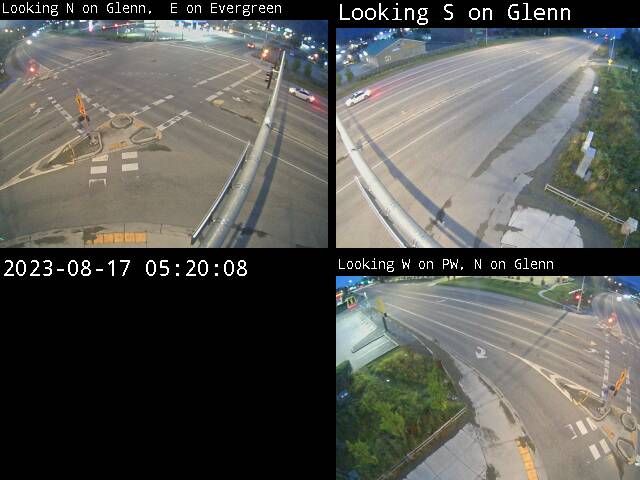 Looking N on Glenn, E on Evergreen
Looking S on Glenn
2023-08-17 05:20:08
Looking W on PW, N on Glenn